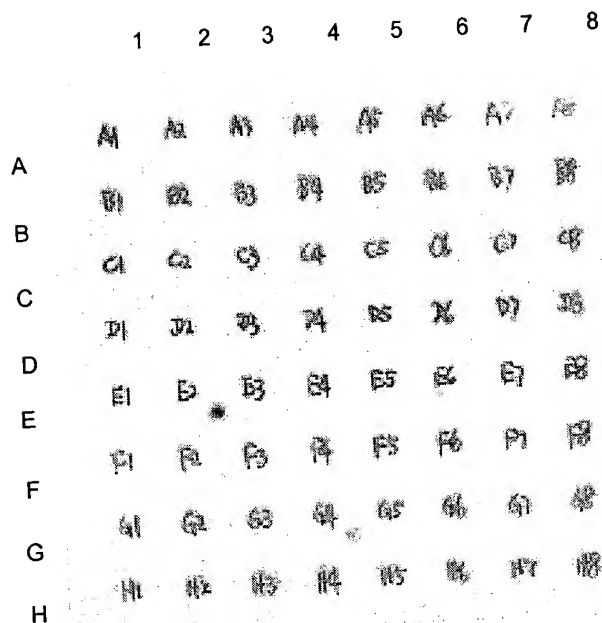 1 2 3 4 5 6 7 8
A1 A2 A3 A4 A5 A6 A7 A8
A
B1 B2 B3 B4 B5 B6 B7 B8
B
C1 C2 C3 C4 C5 C6 C7 C8
C
D1 D2 D3 D4 D5 D6 D7 D8
D
E1 E2 E3 E4 E5 E6 E7 E8
E
F1 F2 F3 F4 F5 F6 F7 F8
F
G1 G2 G3 G4 G5 G6 G7 G8
G
H1 H2 H3 H4 H5 H6 H7 H8
H